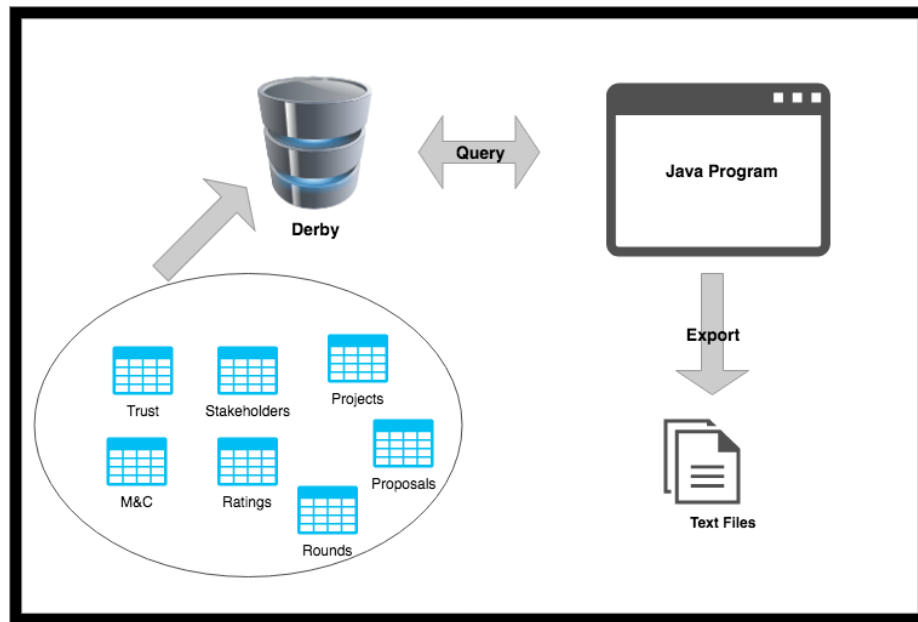 Derby
Query
Java Program
Export
Trust
Stakeholders
Projects
M&C
Ratings
Proposals
Rounds
Text Files